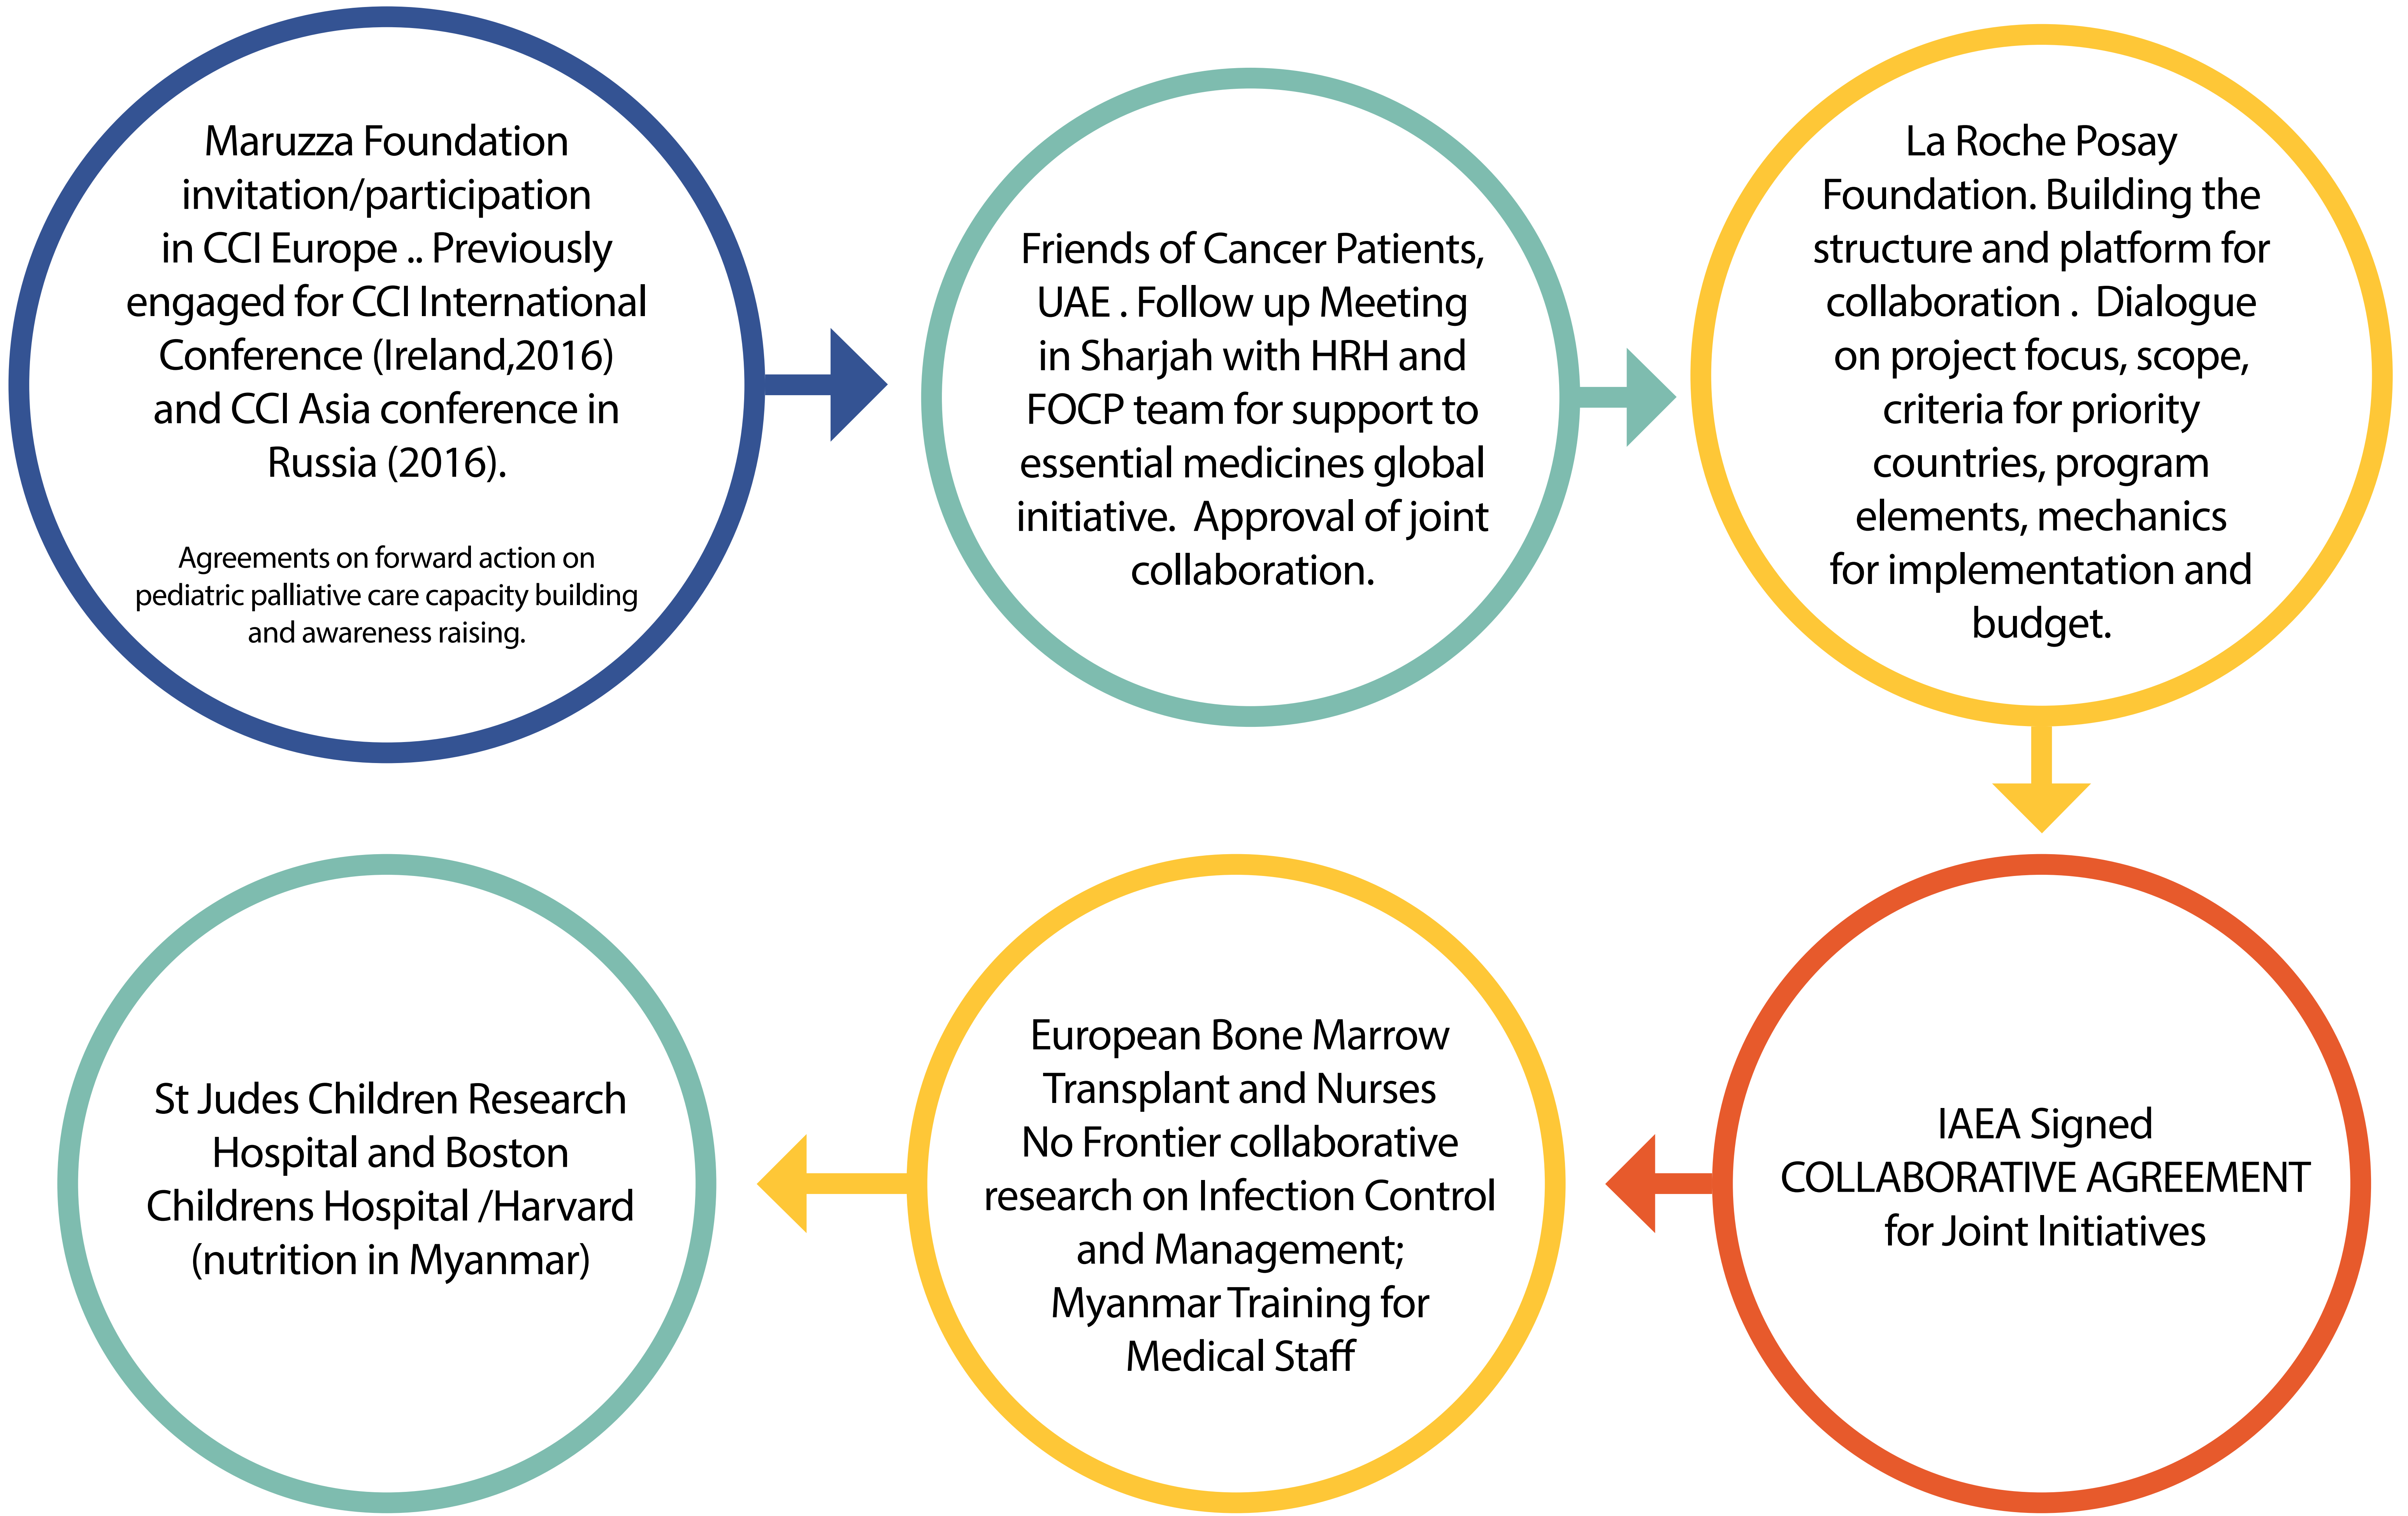 Maruzza Foundation
invitation/participation
in CCI Europe .. Previously
engaged for CCI International
Conference (Ireland,2016)
and CCI Asia conference in
Russia (2016).
Agreements on forward action on
pediatric palliative care capacity building
and awareness raising.
Friends of Cancer Patients,
UAE . Follow up Meeting
in Sharjah with HRH and
FOCP team for support to
essential medicines global
initiative.  Approval of joint
collaboration.
La Roche Posay
Foundation. Building the
structure and platform for
collaboration .  Dialogue
on project focus, scope,
criteria for priority
countries, program
elements, mechanics
for implementation and
budget.
IAEA Signed
COLLABORATIVE AGREEMENT
for Joint Initiatives
European Bone Marrow
Transplant and Nurses
No Frontier collaborative
research on Infection Control
and Management;
Myanmar Training for
Medical Staff
St Judes Children Research
Hospital and Boston
Childrens Hospital /Harvard
(nutrition in Myanmar)